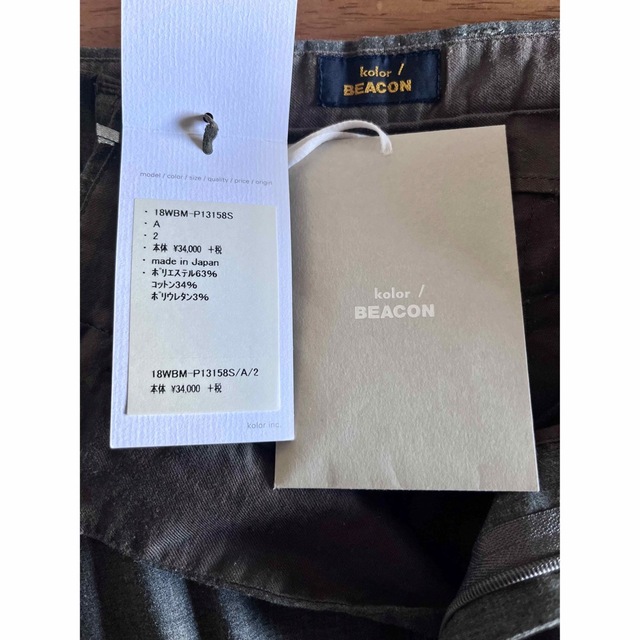 kolor /
BEACON
model / color / size / quality / price / origin
・ 18WBM-P13158S
・ A
・ 2
・ 本体 ¥34,000 +税
・ made in Japan
・ ﾎﾟﾘｴｽﾃﾙ63%
ｺｯﾄﾝ34%
ﾎﾟﾘｳﾚﾀﾝ3%
18WBM-P13158S/A/2
本体 ¥34,000 +税
kolor inc.
kolor /
BEACON